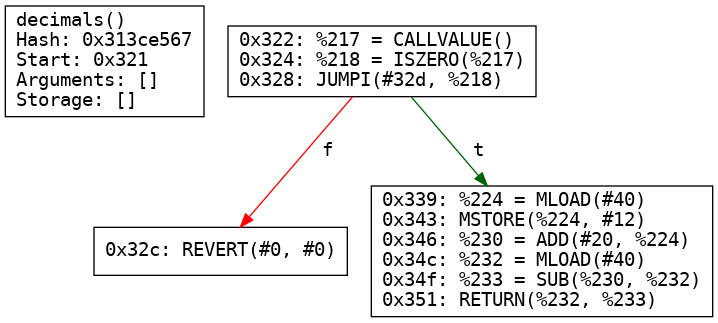 decimals()
Hash: 0x313ce567
Start: 0x321
Arguments: []
Storage: []
0x322: %217 = CALLVALUE()
0x324: %218 = ISZERO(%217)
0x328: JUMPI(#32d, %218)
f
t
0x32c: REVERT(#0, #0)
0x339: %224 = MLOAD(#40)
0x343: MSTORE(%224, #12)
0x346: %230 = ADD(#20, %224)
0x34c: %232 = MLOAD(#40)
0x34f: %233 = SUB(%230, %232)
0x351: RETURN(%232, %233)